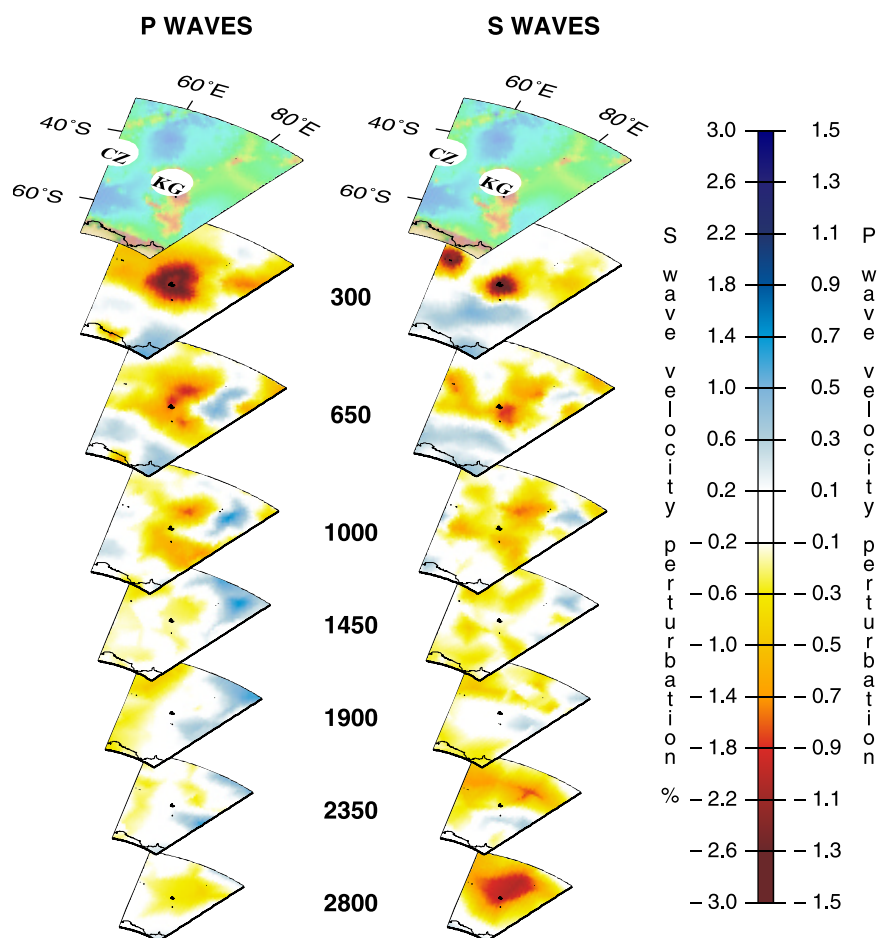 P WAVES
S WAVES
60°E
80°E
40°S
60°S
CZ
KG
60°E
80°E
40°S
60°S
CZ
KG
300
650
1000
1450
1900
2350
2800
S wave velocity perturbation %
3.0
2.6
2.2
1.8
1.4
1.0
0.6
0.2
– 0.2
– 0.6
– 1.0
– 1.4
– 1.8
– 2.2
– 2.6
– 3.0
1.5
1.3
1.1
0.9
0.7
0.5
0.3
0.1
– 0.1
– 0.3
– 0.5
– 0.7
– 0.9
– 1.1
– 1.3
– 1.5
P wave velocity perturbation